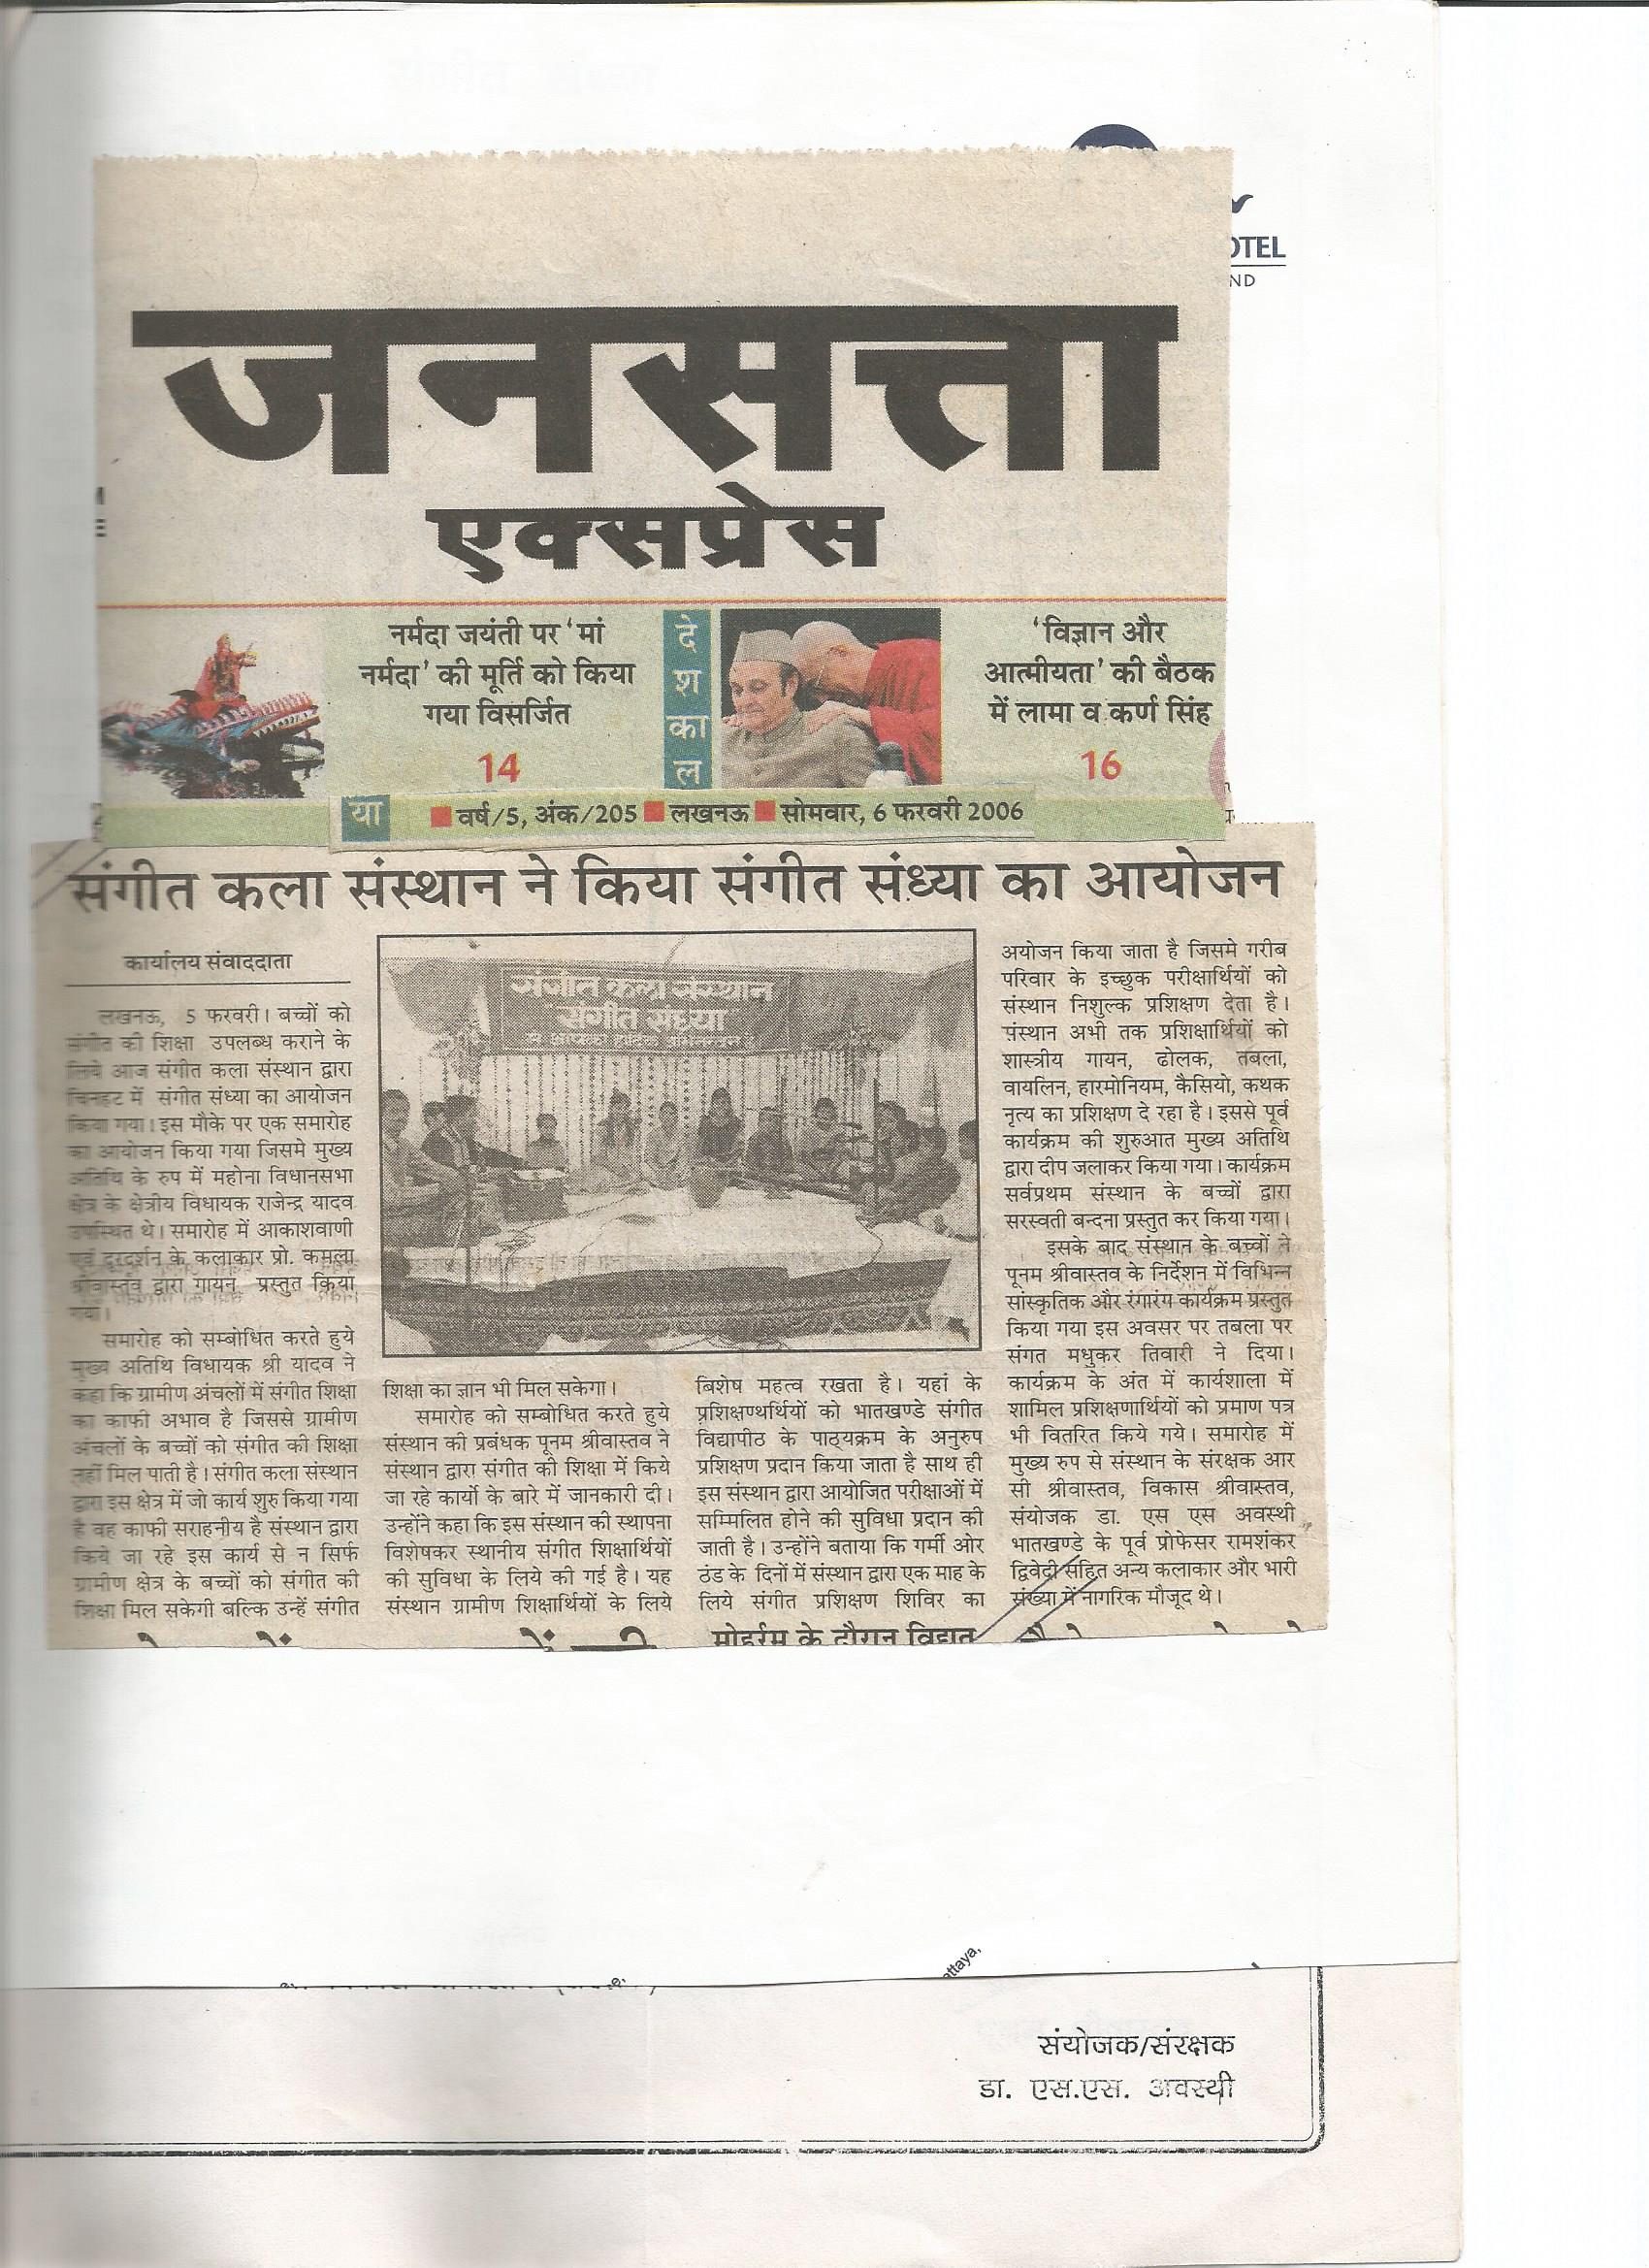 OTEL
ND
जनसत्ता
एक्सप्रेस
नर्मदा जयंती पर 'मां
नर्मदा' की मूर्ति को किया
गया विसर्जित
14
दे
श
का
ल
'विज्ञान और
आत्मीयता' की बैठक
में लामा व कर्ण सिंह
16
या
वर्ष/5, अंक/205 लखनऊ सोमवार, 6 फरवरी 2006
संगीत कला संस्थान ने किया संगीत संध्या का आयोजन
कार्यालय संवाददाता
लखनऊ, 5 फरवरी। बच्चों को
संगीत की शिक्षा उपलब्ध कराने के
लिये आज संगीत कला संस्थान द्वारा
चिनहट में संगीत संध्या का आयोजन
किया गया। इस मौके पर एक समारोह
का आयोजन किया गया जिसमे मुख्य
अतिथि के रुप में महोना विधानसभा
क्षेत्र के क्षेत्रीय विधायक राजेन्द्र यादव
उपस्थित थे। समारोह में आकाशवाणी
एवं दूरदर्शन के कलाकार प्रो. कमला
श्रीवास्तव द्वारा गायन प्रस्तुत किया
गया।
समारोह को सम्बोधित करते हुये
मुख्य अतिथि विधायक श्री यादव ने
कहा कि ग्रामीण अंचलों में संगीत शिक्षा
का काफी अभाव है जिससे ग्रामीण
अंचलों के बच्चों को संगीत की शिक्षा
नहीं मिल पाती है। संगीत कला संस्थान
द्वारा इस क्षेत्र में जो कार्य शुरु किया गया
है वह काफी सराहनीय है संस्थान द्वारा
किये जा रहे इस कार्य से न सिर्फ
ग्रामीण क्षेत्र के बच्चों को संगीत की
शिक्षा मिल सकेगी बल्कि उन्हें संगीत
संगीत कला संस्थान
संगीत संध्या
शिक्षा का ज्ञान भी मिल सकेगा।
समारोह को सम्बोधित करते हुये
संस्थान की प्रबंधक पूनम श्रीवास्तव ने
संस्थान द्वारा संगीत की शिक्षा में किये
जा रहे कार्यो के बारे में जानकारी दी।
उन्होंने कहा कि इस संस्थान की स्थापना
विशेषकर स्थानीय संगीत शिक्षार्थियों
की सुविधा के लिये की गई है। यह
संस्थान ग्रामीण शिक्षार्थियों के लिये
बिशेष महत्व रखता है। यहां के
प्रशिक्षण्थर्थियों को भातखण्डे संगीत
विद्यापीठ के पाठ्यक्रम के अनुरुप
प्रशिक्षण प्रदान किया जाता है साथ ही
इस संस्थान द्वारा आयोजित परीक्षाओं में
सम्मिलित होने की सुविधा प्रदान की
जाती है। उन्होंने बताया कि गर्मी ओर
ठंड के दिनों में संस्थान द्वारा एक माह के
लिये संगीत प्रशिक्षण शिविर का
अयोजन किया जाता है जिसमे गरीब
परिवार के इच्छुक परीक्षार्थियों को
संस्थान निशुल्क प्रशिक्षण देता है।
संस्थान अभी तक प्रशिक्षार्थियों को
शास्त्रीय गायन, ढोलक, तबला,
वायलिन, हारमोनियम, कैसियो, कथक
नृत्य का प्रशिक्षण दे रहा है। इससे पूर्व
कार्यक्रम की शुरुआत मुख्य अतिथि
द्वारा दीप जलाकर किया गया। कार्यक्रम
सर्वप्रथम संस्थान के बच्चों द्वारा
सरस्वती बन्दना प्रस्तुत कर किया गया।
इसके बाद संस्थान के बच्चों ने
पूनम श्रीवास्तव के निर्देशन में विभिन्न
सांस्कृतिक और रंगारंग कार्यक्रम प्रस्तुत
किया गया इस अवसर पर तबला पर
संगत मधुकर तिवारी ने दिया।
कार्यक्रम के अंत में कार्यशाला में
शामिल प्रशिक्षणार्थियों को प्रमाण पत्र
भी वितरित किये गये। समारोह में
मुख्य रुप से संस्थान के संरक्षक आर
सी श्रीवास्तव, विकास श्रीवास्तव,
संयोजक डा. एस एस अवस्थी
भातखण्डे के पूर्व प्रोफेसर रामशंकर
द्विवेदी सहित अन्य कलाकार और भारी
संख्या में नागरिक मौजूद थे।
मोहर्रम के दौरान विद्युत
attaya,
संयोजक/संरक्षक
डा. एस.एस. अवस्थी